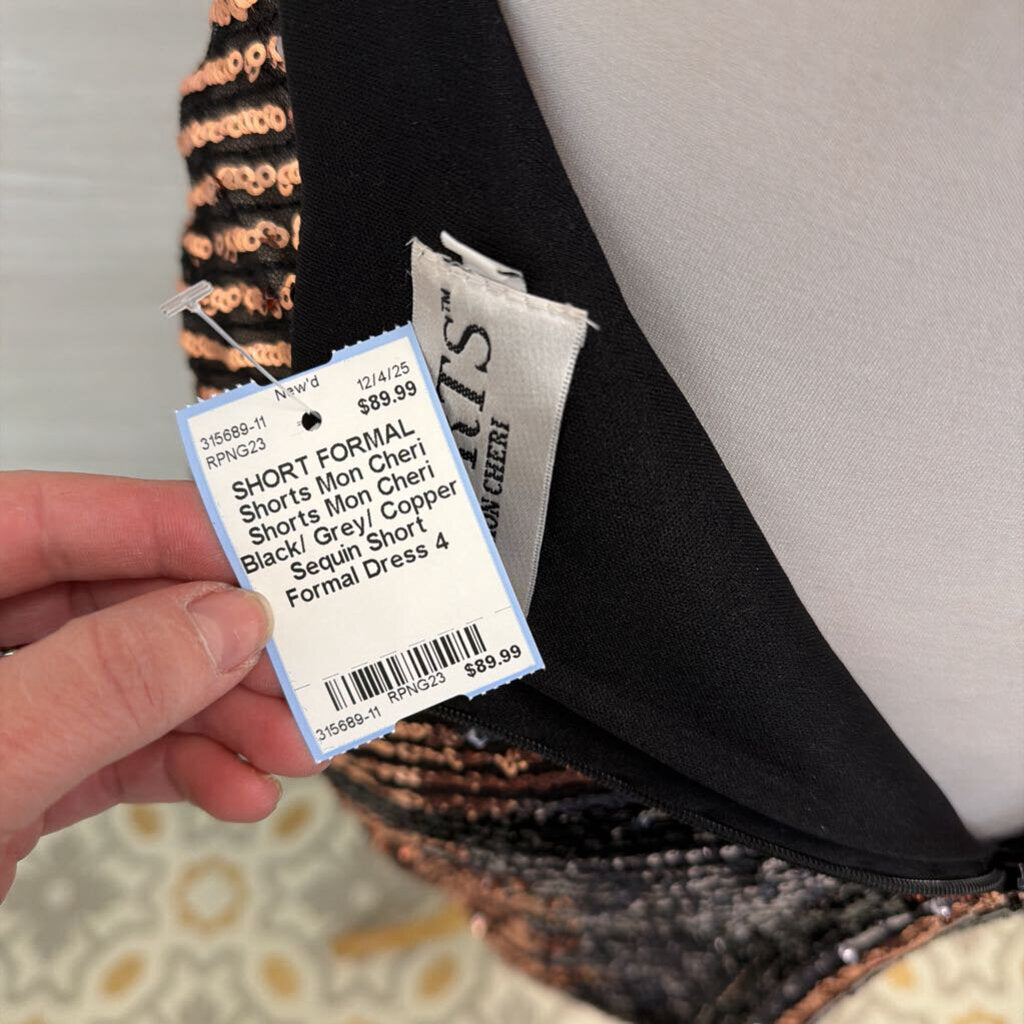 New'd
12/4/25
315689-11
$89.99
RPNG23
SHORT FORMAL
Shorts Mon Cheri
Shorts Mon Cheri
Black/ Grey/ Copper
Sequin Short
Formal Dress 4
315689-11 RPNG23 $89.99
RTS™
ON CHERI